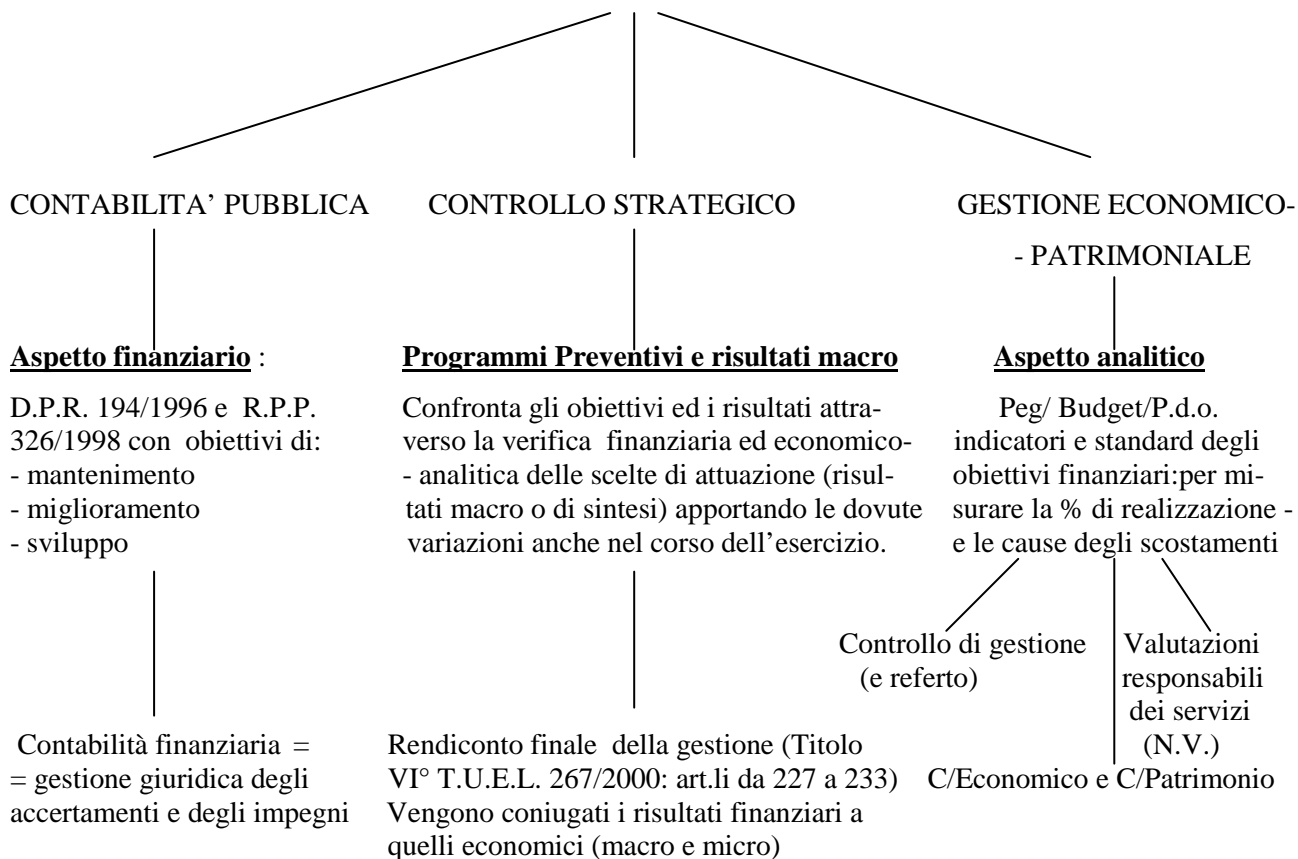 CONTABILITA’ PUBBLICA
CONTROLLO STRATEGICO
GESTIONE ECONOMICO-
- PATRIMONIALE
Aspetto finanziario :
D.P.R. 194/1996 e R.P.P.
326/1998 con obiettivi di:
- mantenimento
- miglioramento
- sviluppo
Contabilità finanziaria =
= gestione giuridica degli
accertamenti e degli impegni
Programmi Preventivi e risultati macro
Confronta gli obiettivi ed i risultati attra-
verso la verifica finanziaria ed economico-
- analitica delle scelte di attuazione (risul-
tati macro o di sintesi) apportando le dovute
variazioni anche nel corso dell’esercizio.
Rendiconto finale della gestione (Titolo
VI° T.U.E.L. 267/2000: art.li da 227 a 233)
Vengono coniugati i risultati finanziari a
quelli economici (macro e micro)
Aspetto analitico
Peg/ Budget/P.d.o.
indicatori e standard degli
obiettivi finanziari:per mi-
surare la % di realizzazione -
e le cause degli scostamenti
Controllo di gestione
(e referto)
Valutazioni
responsabili
dei servizi
(N.V.)
C/Economico e C/Patrimonio